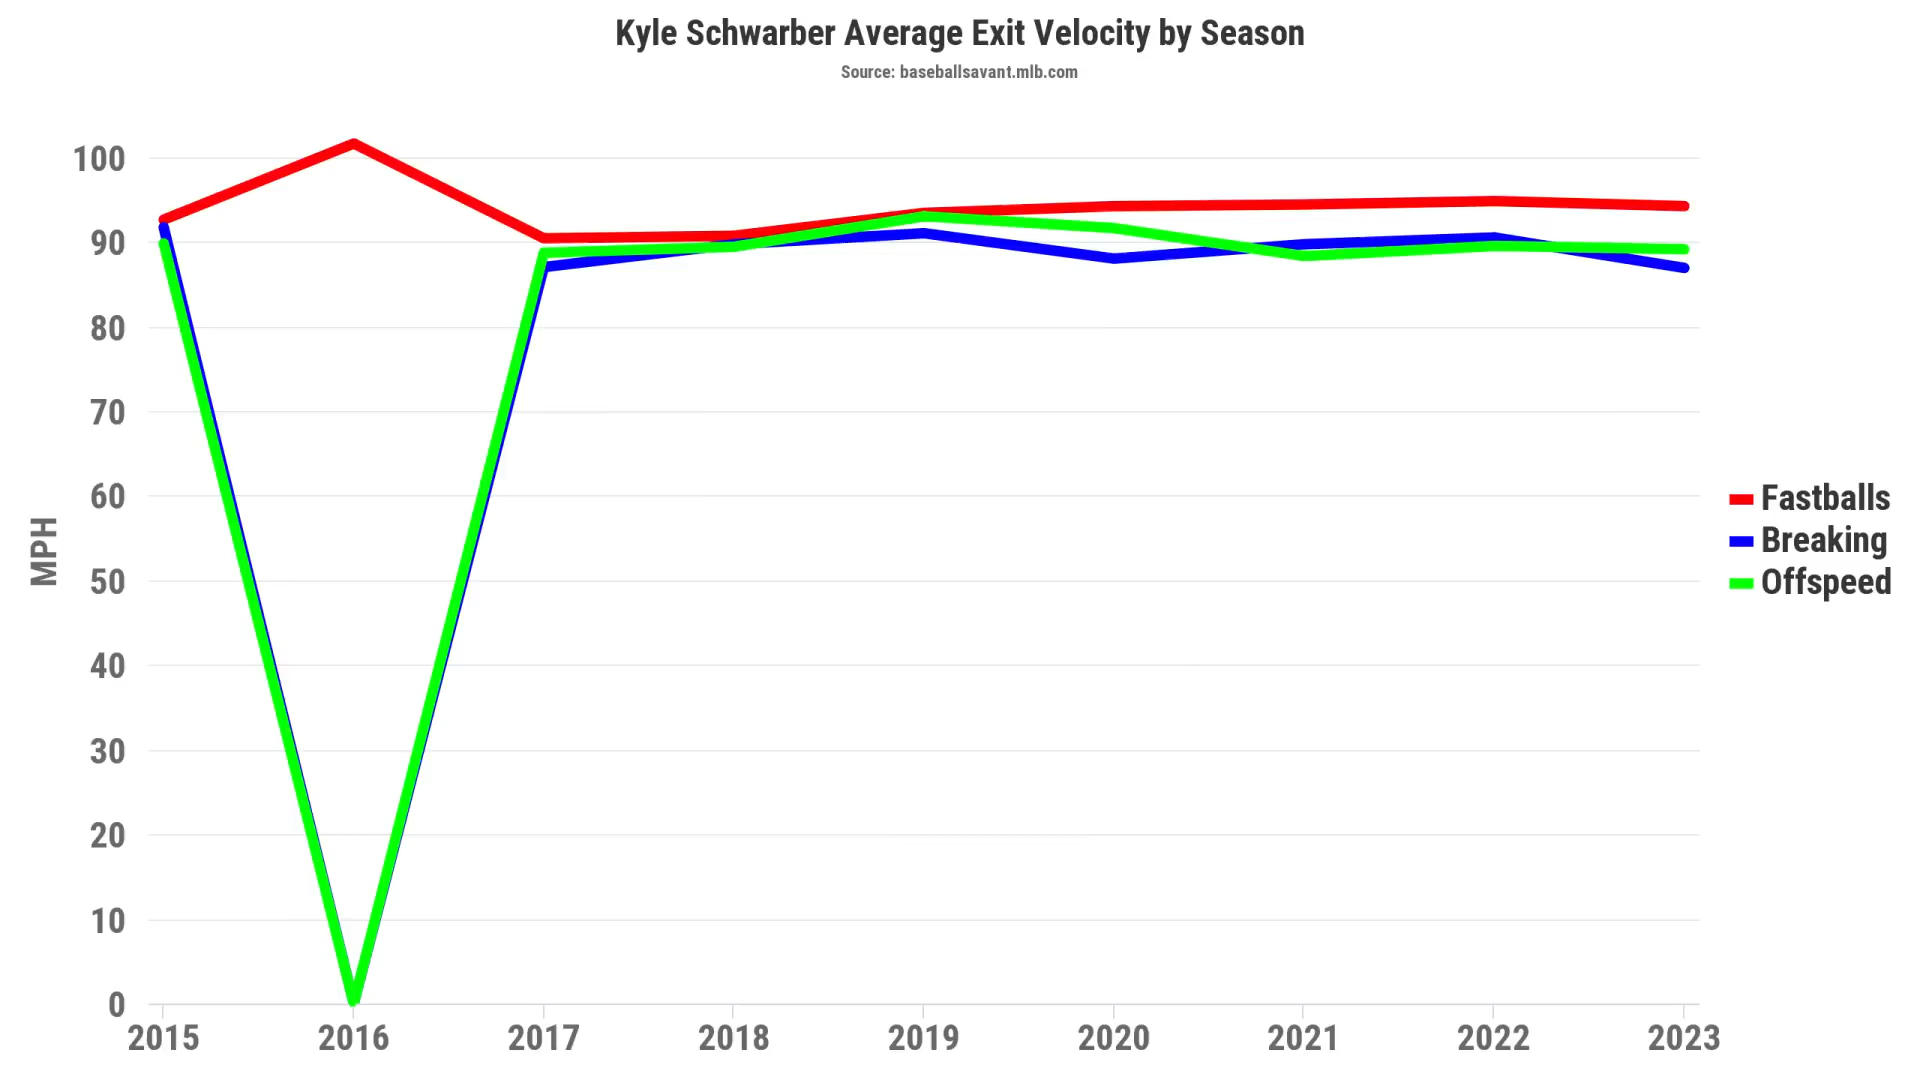 Kyle Schwarber Average Exit Velocity by Season
Source: baseballsavant.mlb.com
MPH
100
90
80
70
60
50
40
30
20
10
0
2015 2016 2017 2018 2019 2020 2021 2022 2023
Fastballs
Breaking
Offspeed